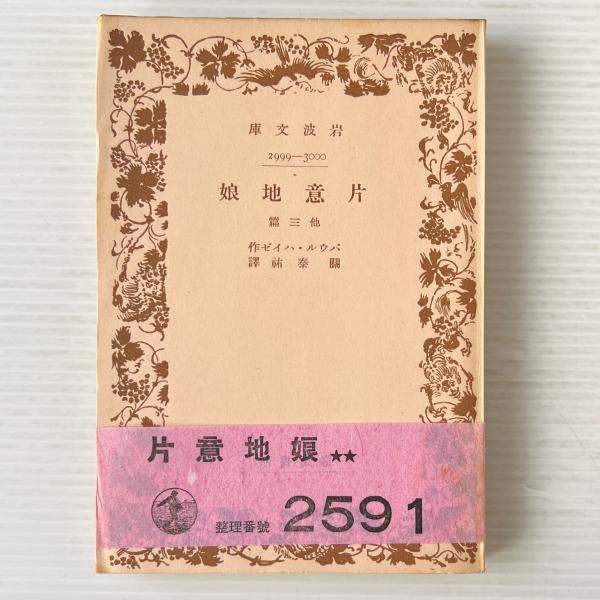 岩波文庫
2999—3000
片意地娘
他三篇
パウル・ハイゼ作
關泰祐譯
片意地娘 ★★
整理番號 2591